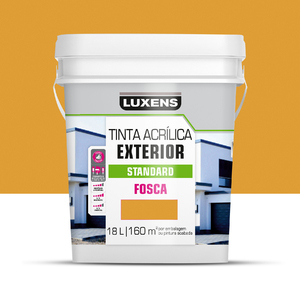 LUXENS
TINTA ACRÍLICA
EXTERIOR
STANDARD
FOSCA
18 L | 160 m²